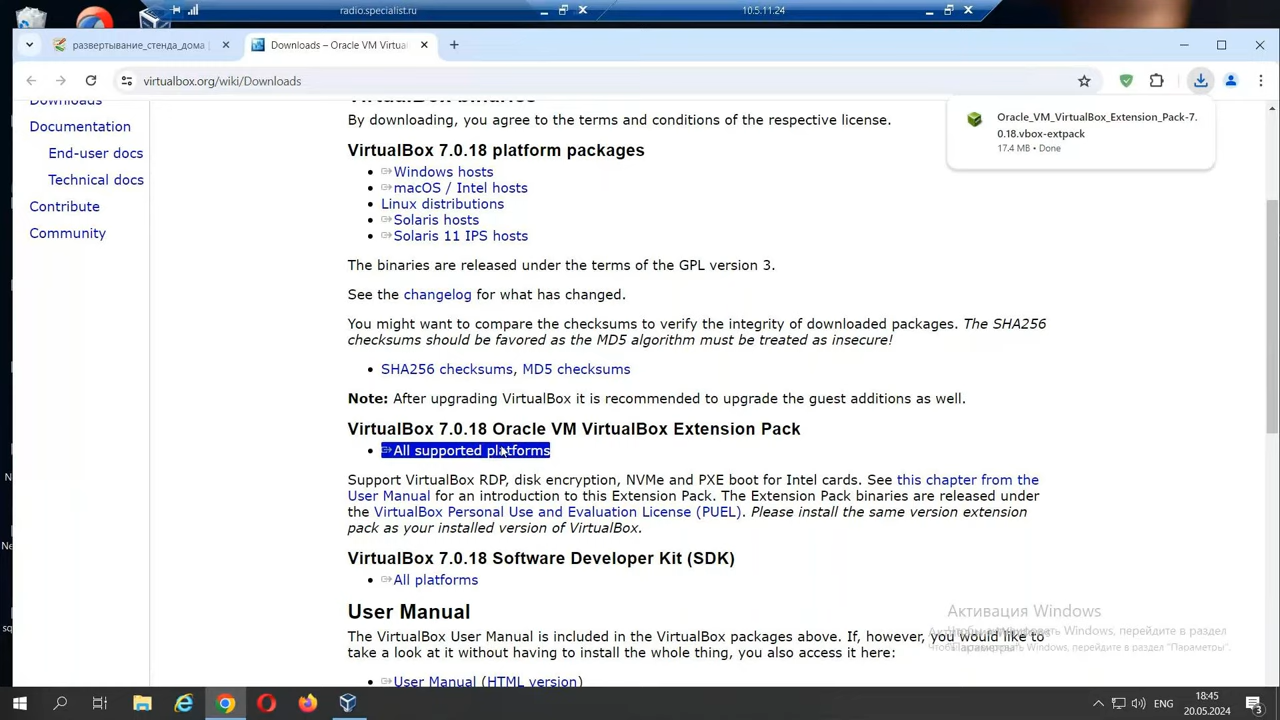 radio.specialist.ru
10.5.11.24
развертывание_стенда_дома
Downloads – Oracle VM Virtua
virtualbox.org/wiki/Downloads
Oracle_VM_VirtualBox_Extension_Pack-7.
0.18.vbox-extpack
17.4 MB • Done
Downloads
Documentation
End-user docs
Technical docs
Contribute
Community
VirtualBox binaries
By downloading, you agree to the terms and conditions of the respective license.
VirtualBox 7.0.18 platform packages
Windows hosts
macOS / Intel hosts
Linux distributions
Solaris hosts
Solaris 11 IPS hosts
The binaries are released under the terms of the GPL version 3.
See the changelog for what has changed.
You might want to compare the checksums to verify the integrity of downloaded packages. The SHA256
checksums should be favored as the MD5 algorithm must be treated as insecure!
SHA256 checksums, MD5 checksums
Note: After upgrading VirtualBox it is recommended to upgrade the guest additions as well.
VirtualBox 7.0.18 Oracle VM VirtualBox Extension Pack
All supported platforms
Support VirtualBox RDP, disk encryption, NVMe and PXE boot for Intel cards. See this chapter from the
User Manual for an introduction to this Extension Pack. The Extension Pack binaries are released under
the VirtualBox Personal Use and Evaluation License (PUEL). Please install the same version extension
pack as your installed version of VirtualBox.
VirtualBox 7.0.18 Software Developer Kit (SDK)
All platforms
User Manual
The VirtualBox User Manual is included in the VirtualBox packages above. If, however, you would like to
take a look at it without having to install the whole thing, you also access it here:
User Manual (HTML version)
Активация Windows
Windows, перейдите в раздел
Windows, перейдите в раздел "Параметры".
ENG
18:45
20.05.2024
3